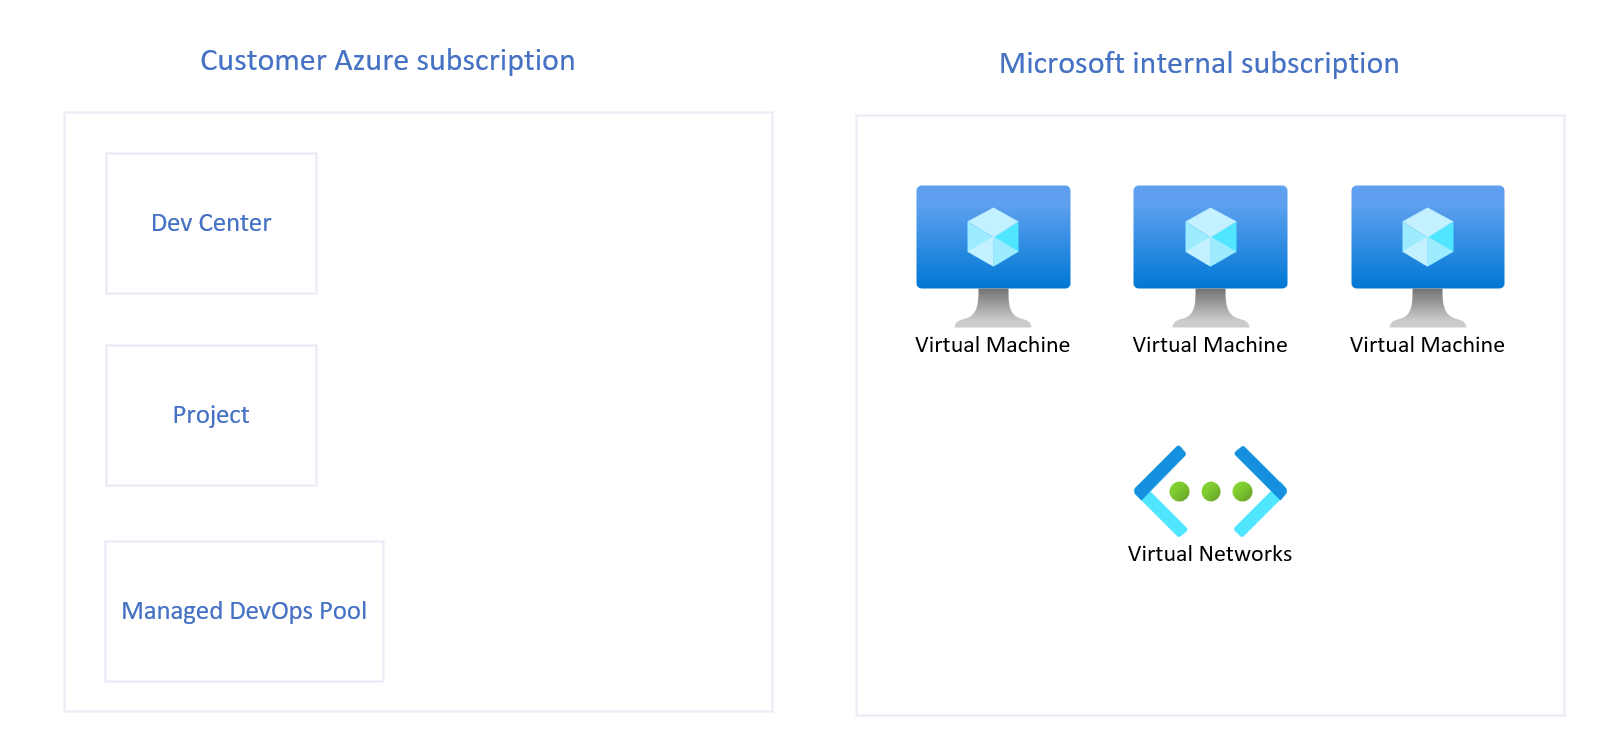 Customer Azure subscription
Microsoft internal subscription
Dev Center
Project
Managed DevOps Pool
Virtual Machine
Virtual Machine
Virtual Machine
Virtual Networks